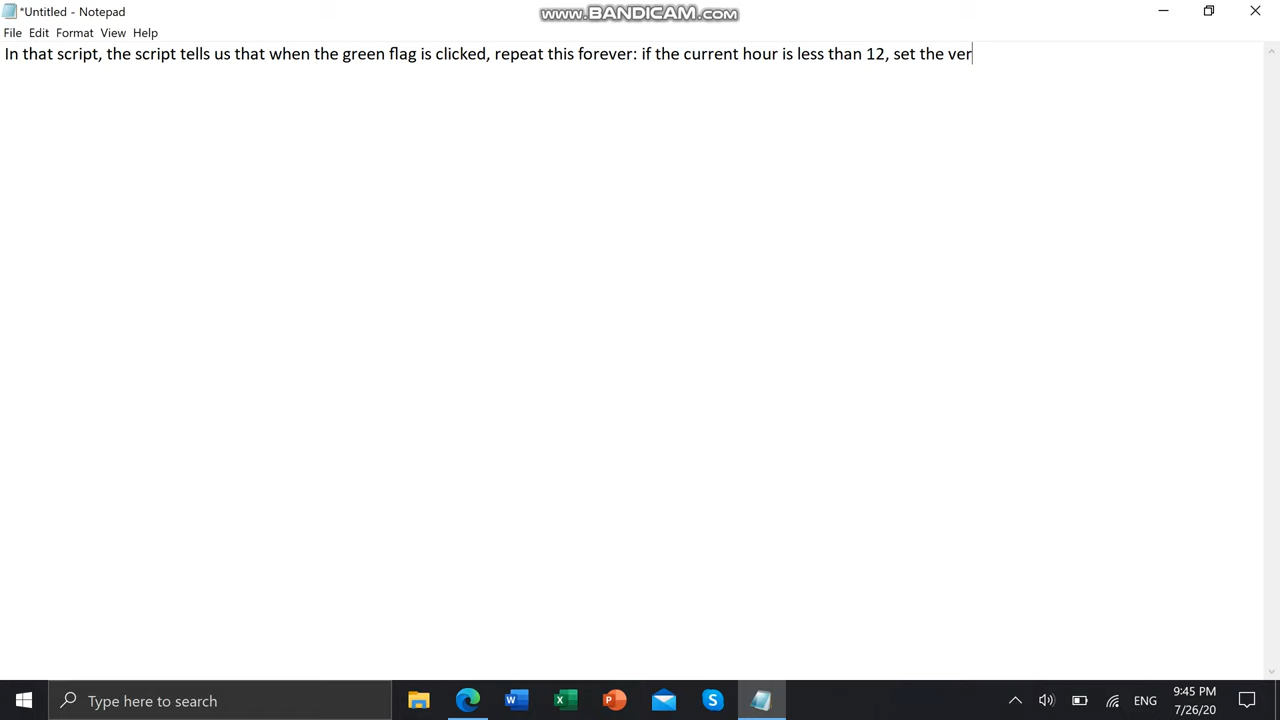 *Untitled - Notepad
www.BANDICAM.com
File Edit Format View Help
In that script, the script tells us that when the green flag is clicked, repeat this forever: if the current hour is less than 12, set the ver
Type here to search
ENG
9:45 PM
7/26/20